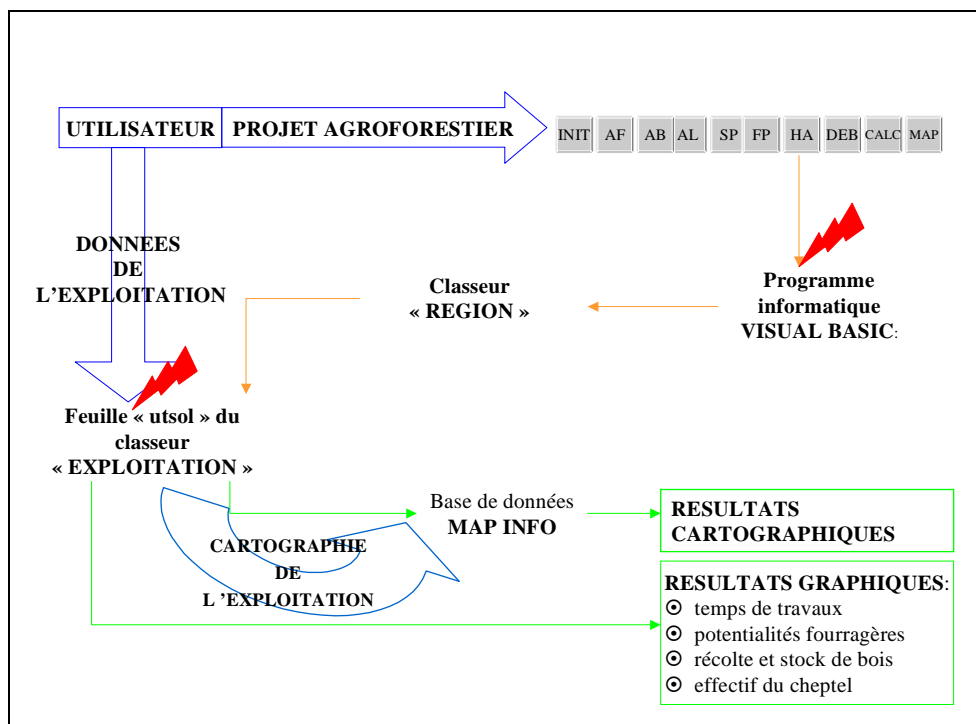 UTILISATEUR PROJET AGROFORESTIER
INIT AF AB AL SP FP HA DEB CALC MAP
DONNEES
DE
L'EXPLOITATION
Classeur
« REGION »
Programme
informatique
VISUAL BASIC:
Feuille « utsol » du
classeur
« EXPLOITATION »
Base de données
MAP INFO
RESULTATS
CARTOGRAPHIQUES
CARTOGRAPHIE
DE
L 'EXPLOITATION
RESULTATS GRAPHIQUES:
temps de travaux
potentialités fourragères
récolte et stock de bois
effectif du cheptel